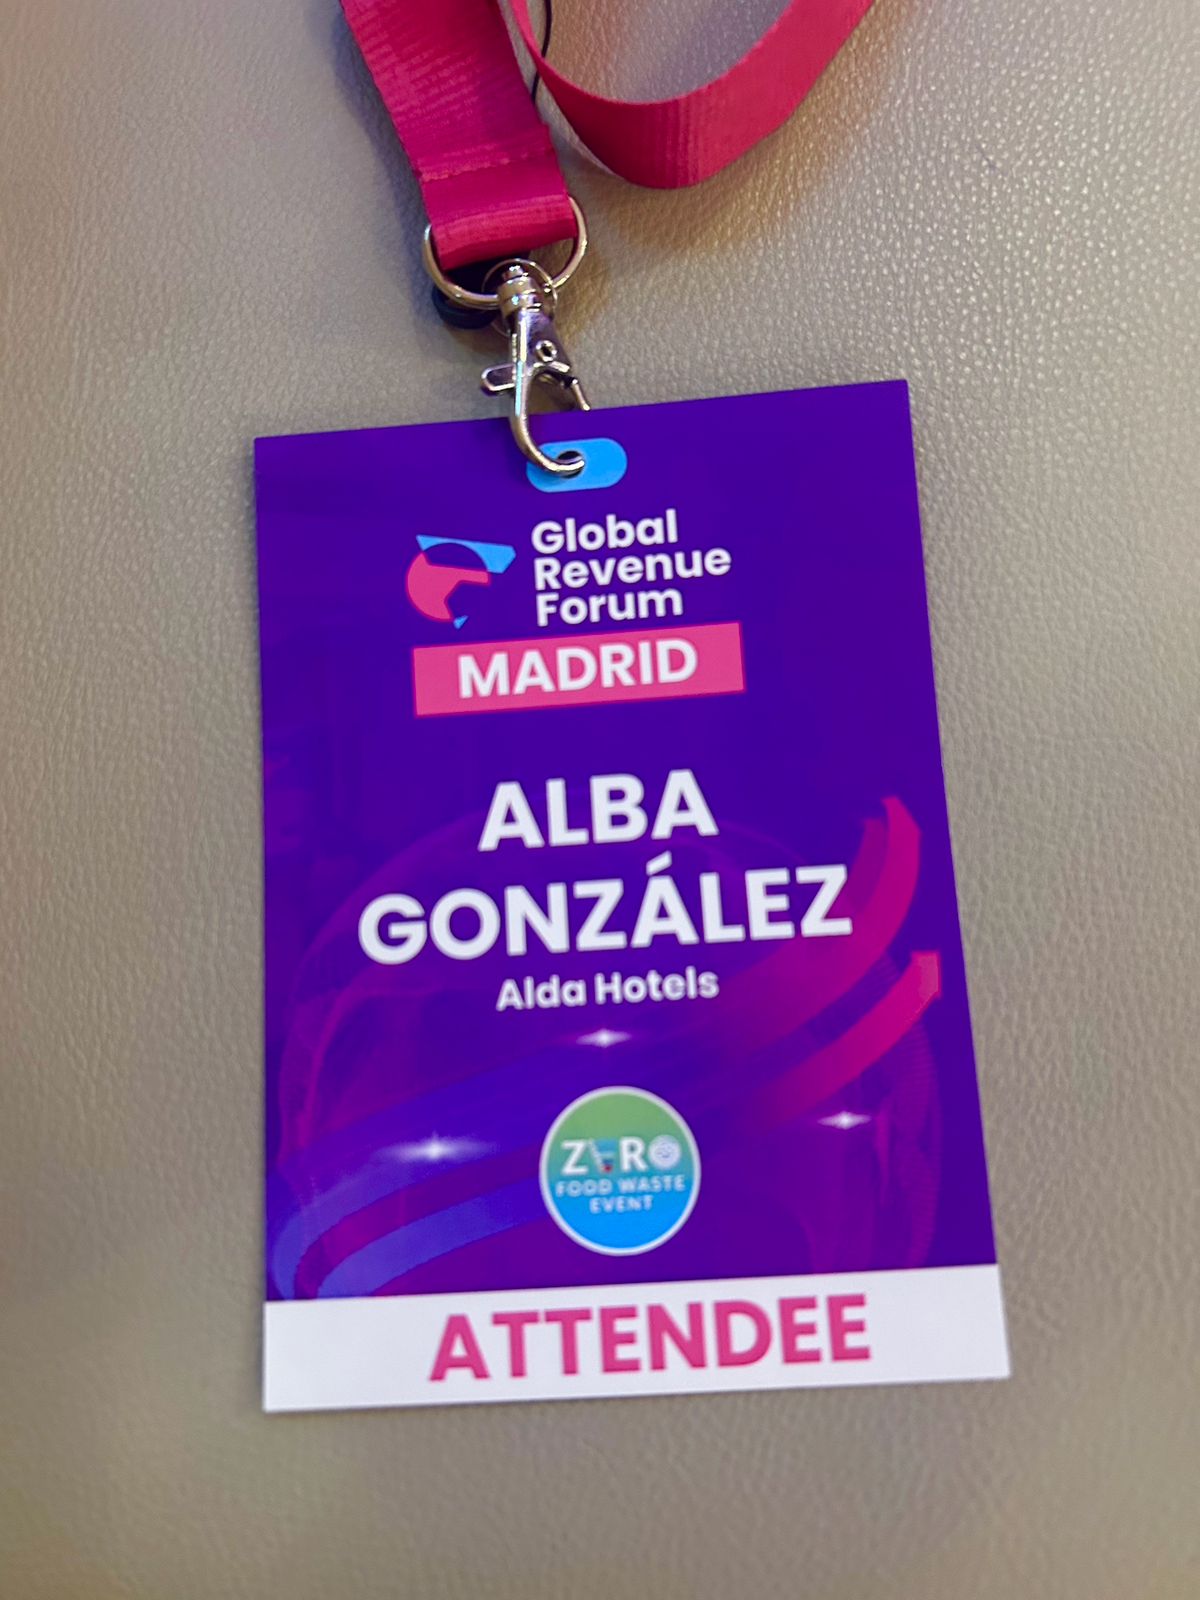 Global
Revenue
Forum
MADRID
ALBA
GONZÁLEZ
Alda Hotels
ZERO
FOOD WASTE
EVENT
ATTENDEE